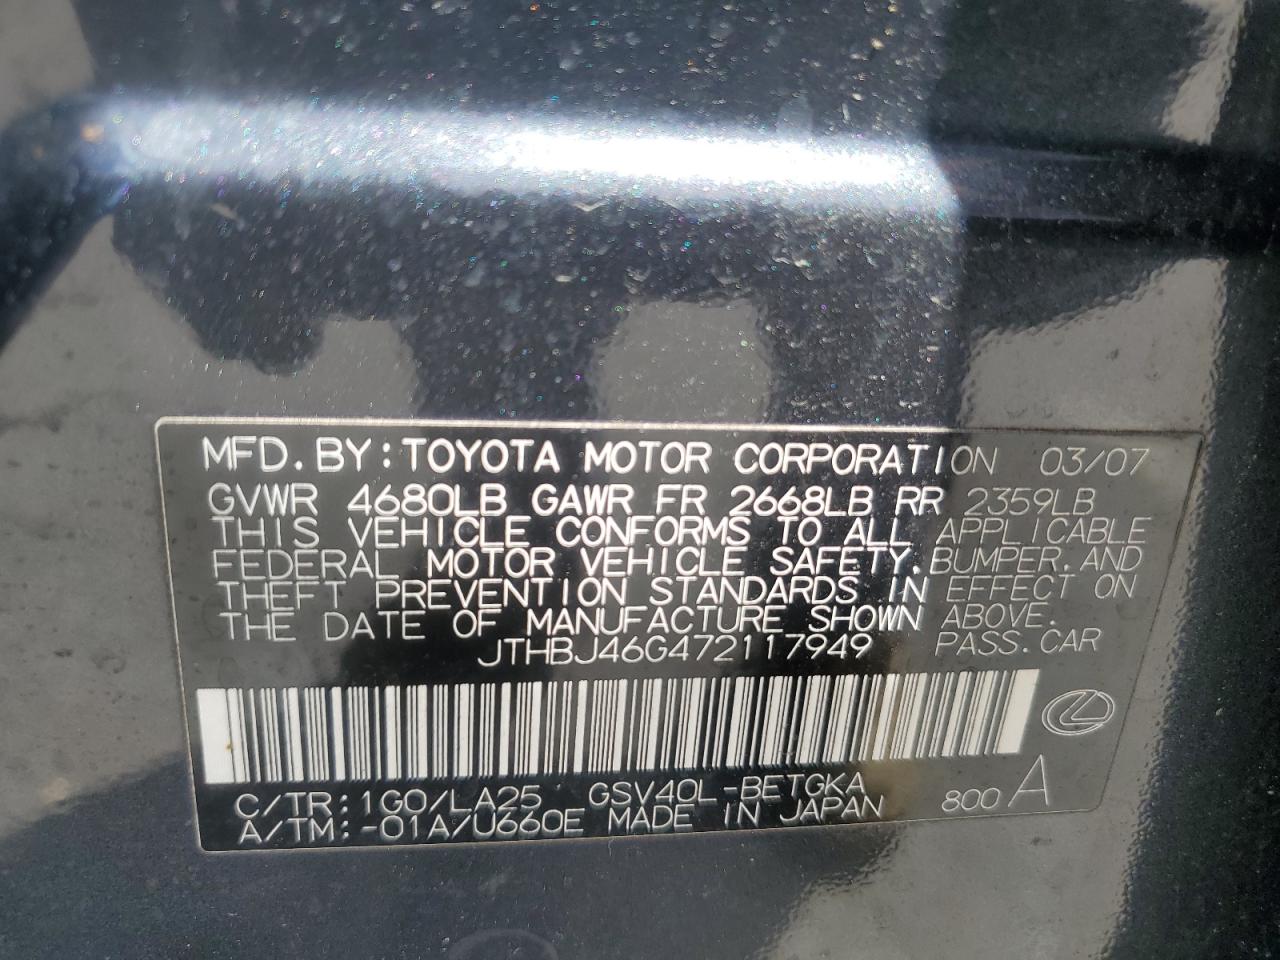 MFD. BY: TOYOTA MOTOR CORPORATION 03/07
GVWR 4680LB GAWR FR 2668LB RR 2359LB
THIS VEHICLE CONFORMS TO ALL APPLICABLE
FEDERAL MOTOR VEHICLE SAFETY, BUMPER, AND
THEFT PREVENTION STANDARDS IN EFFECT ON
THE DATE OF MANUFACTURE SHOWN ABOVE.
JTHBJ46G472117949 PASS. CAR
C/TR: 1G0/LA25 GSV40L-BETGKA 800 A
A/TM: -01A/U660E MADE IN JAPAN